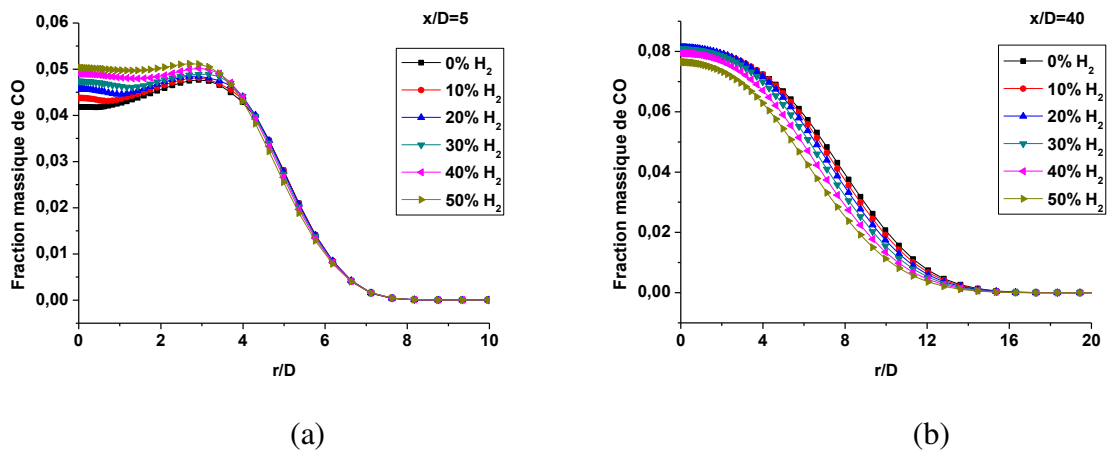 x/D=5
0,06
0,05
0,04
0,03
0,02
0,01
0,00
Fraction massique de CO
0% H2
10% H2
20% H2
30% H2
40% H2
50% H2
0 2 4 6 8 10
r/D
(a)
x/D=40
0,08
0,06
0,04
0,02
0,00
Fraction massique de CO
0% H2
10% H2
20% H2
30% H2
40% H2
50% H2
0 4 8 12 16 20
r/D
(b)